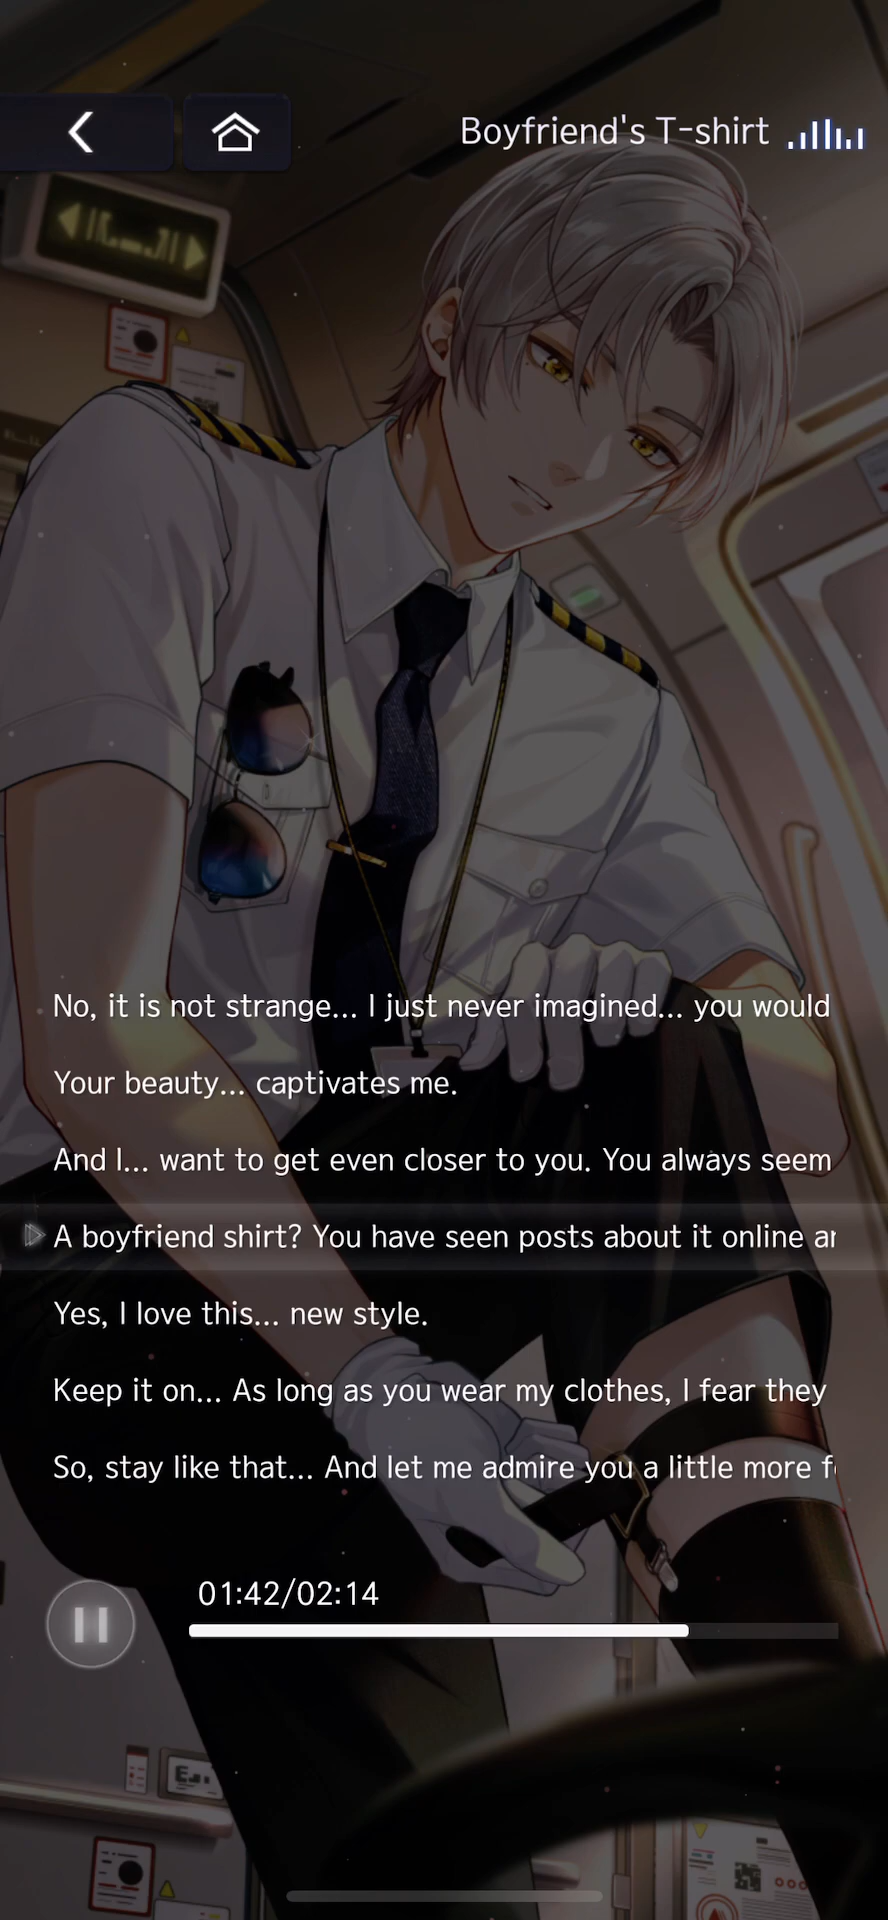 Boyfriend's T-shirt
No, it is not strange... I just never imagined... you would
Your beauty... captivates me.
And I... want to get even closer to you. You always seem
A boyfriend shirt? You have seen posts about it online
Yes, I love this... new style.
Keep it on... As long as you wear my clothes, I fear they
So, stay like that... And let me admire you a little more
01:42/02:14